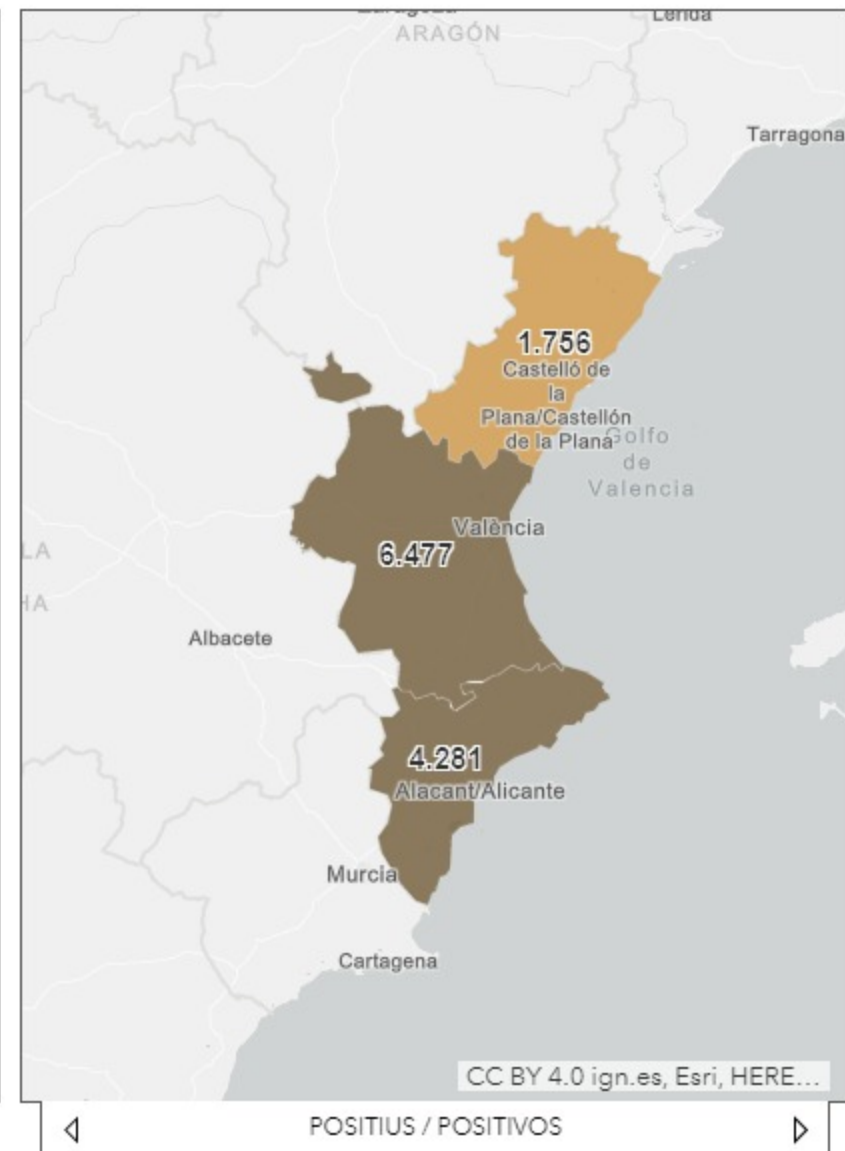 Lérida
ARAGÓN
Tarragona
1.756
Castelló de
la
Plana/Castellón
de la Plana
Golfo
de
Valencia
València
6.477
LA
HA
Albacete
4.281
Alacant/Alicante
Murcia
Cartagena
CC BY 4.0 ign.es, Esri, HERE...
POSITIUS / POSITIVOS